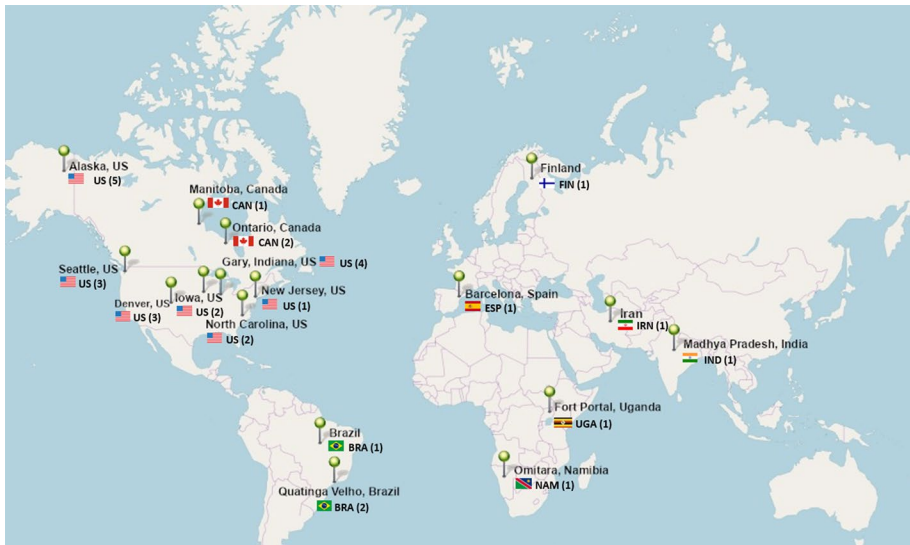 Alaska, US
US (5)
Manitoba, Canada
CAN (1)
Ontario, Canada
CAN (2)
Gary, Indiana, US
US (4)
Seattle, US
US (3)
New Jersey, US
US (1)
Denver, US
US (3)
Iowa, US
US (2)
North Carolina, US
US (2)
Finland
FIN (1)
Barcelona, Spain
ESP (1)
Iran
IRN (1)
Madhya Pradesh, India
IND (1)
Fort Portal, Uganda
UGA (1)
Brazil
BRA (1)
Omitara, Namibia
NAM (1)
Quatinga Velho, Brazil
BRA (2)